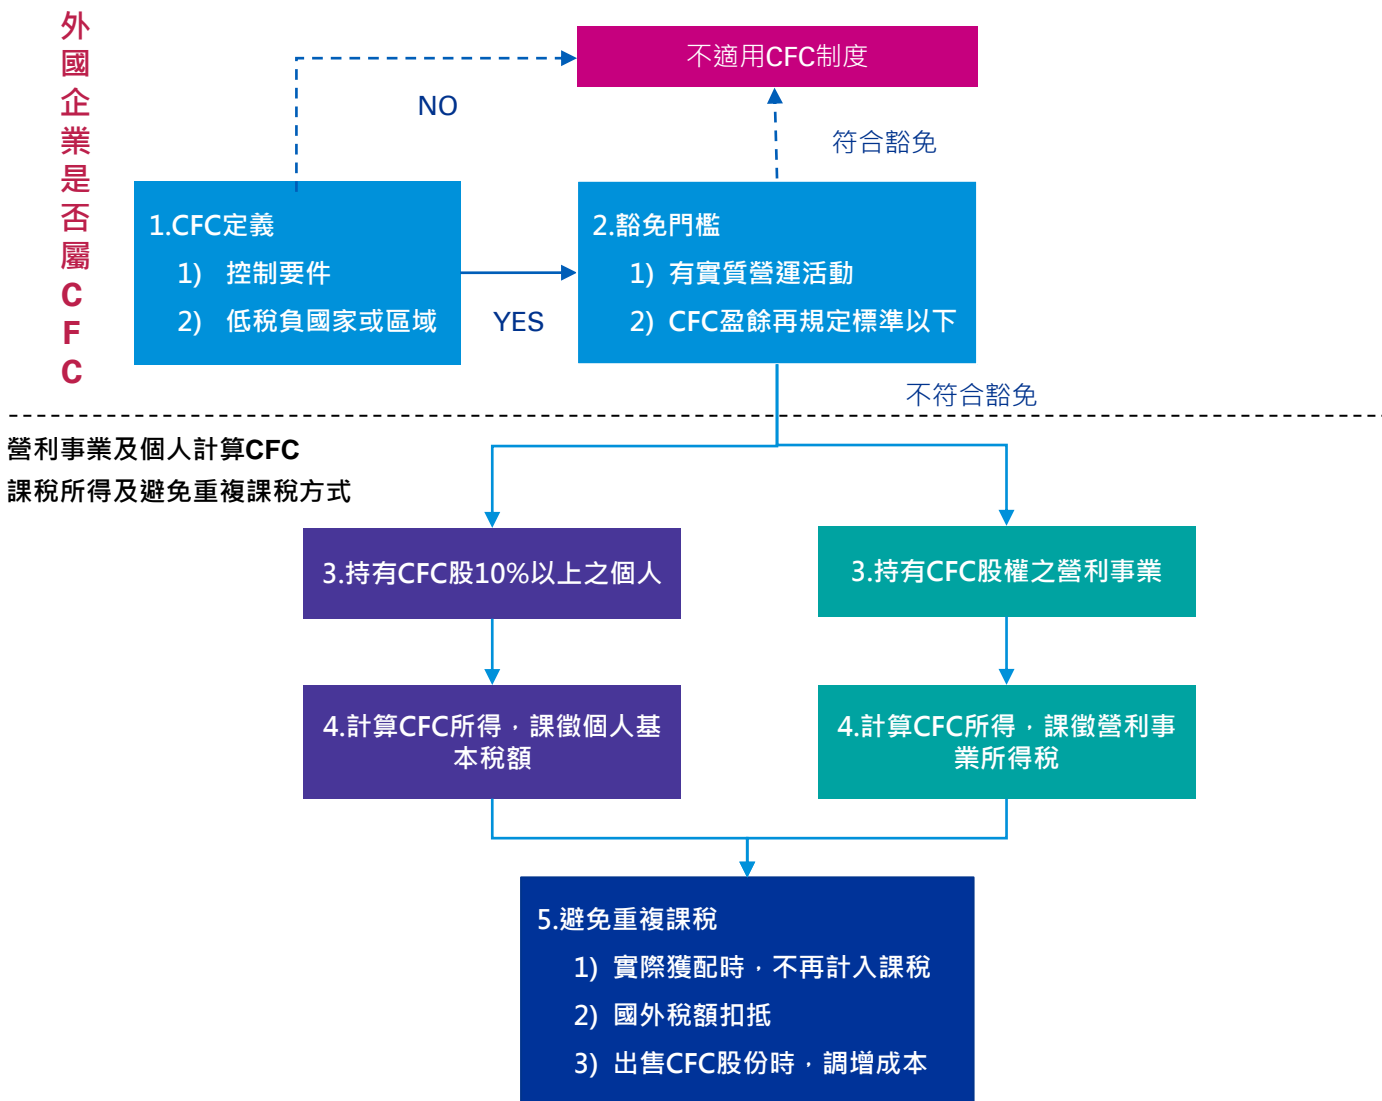 外國企業是否屬CFC
不適用CFC制度
NO
符合豁免
1.CFC定義
1) 控制要件
2) 低稅負國家或區域
YES
2.豁免門檻
1) 有實質營運活動
2) CFC盈餘再規定標準以下
不符合豁免
營利事業及個人計算CFC
課稅所得及避免重複課稅方式
3.持有CFC股10%以上之個人
3.持有CFC股權之營利事業
4.計算CFC所得，課徵個人基
本稅額
4.計算CFC所得，課徵營利事
業所得稅
5.避免重複課稅
1) 實際獲配時，不再計入課稅
2) 國外稅額扣抵
3) 出售CFC股份時，調增成本